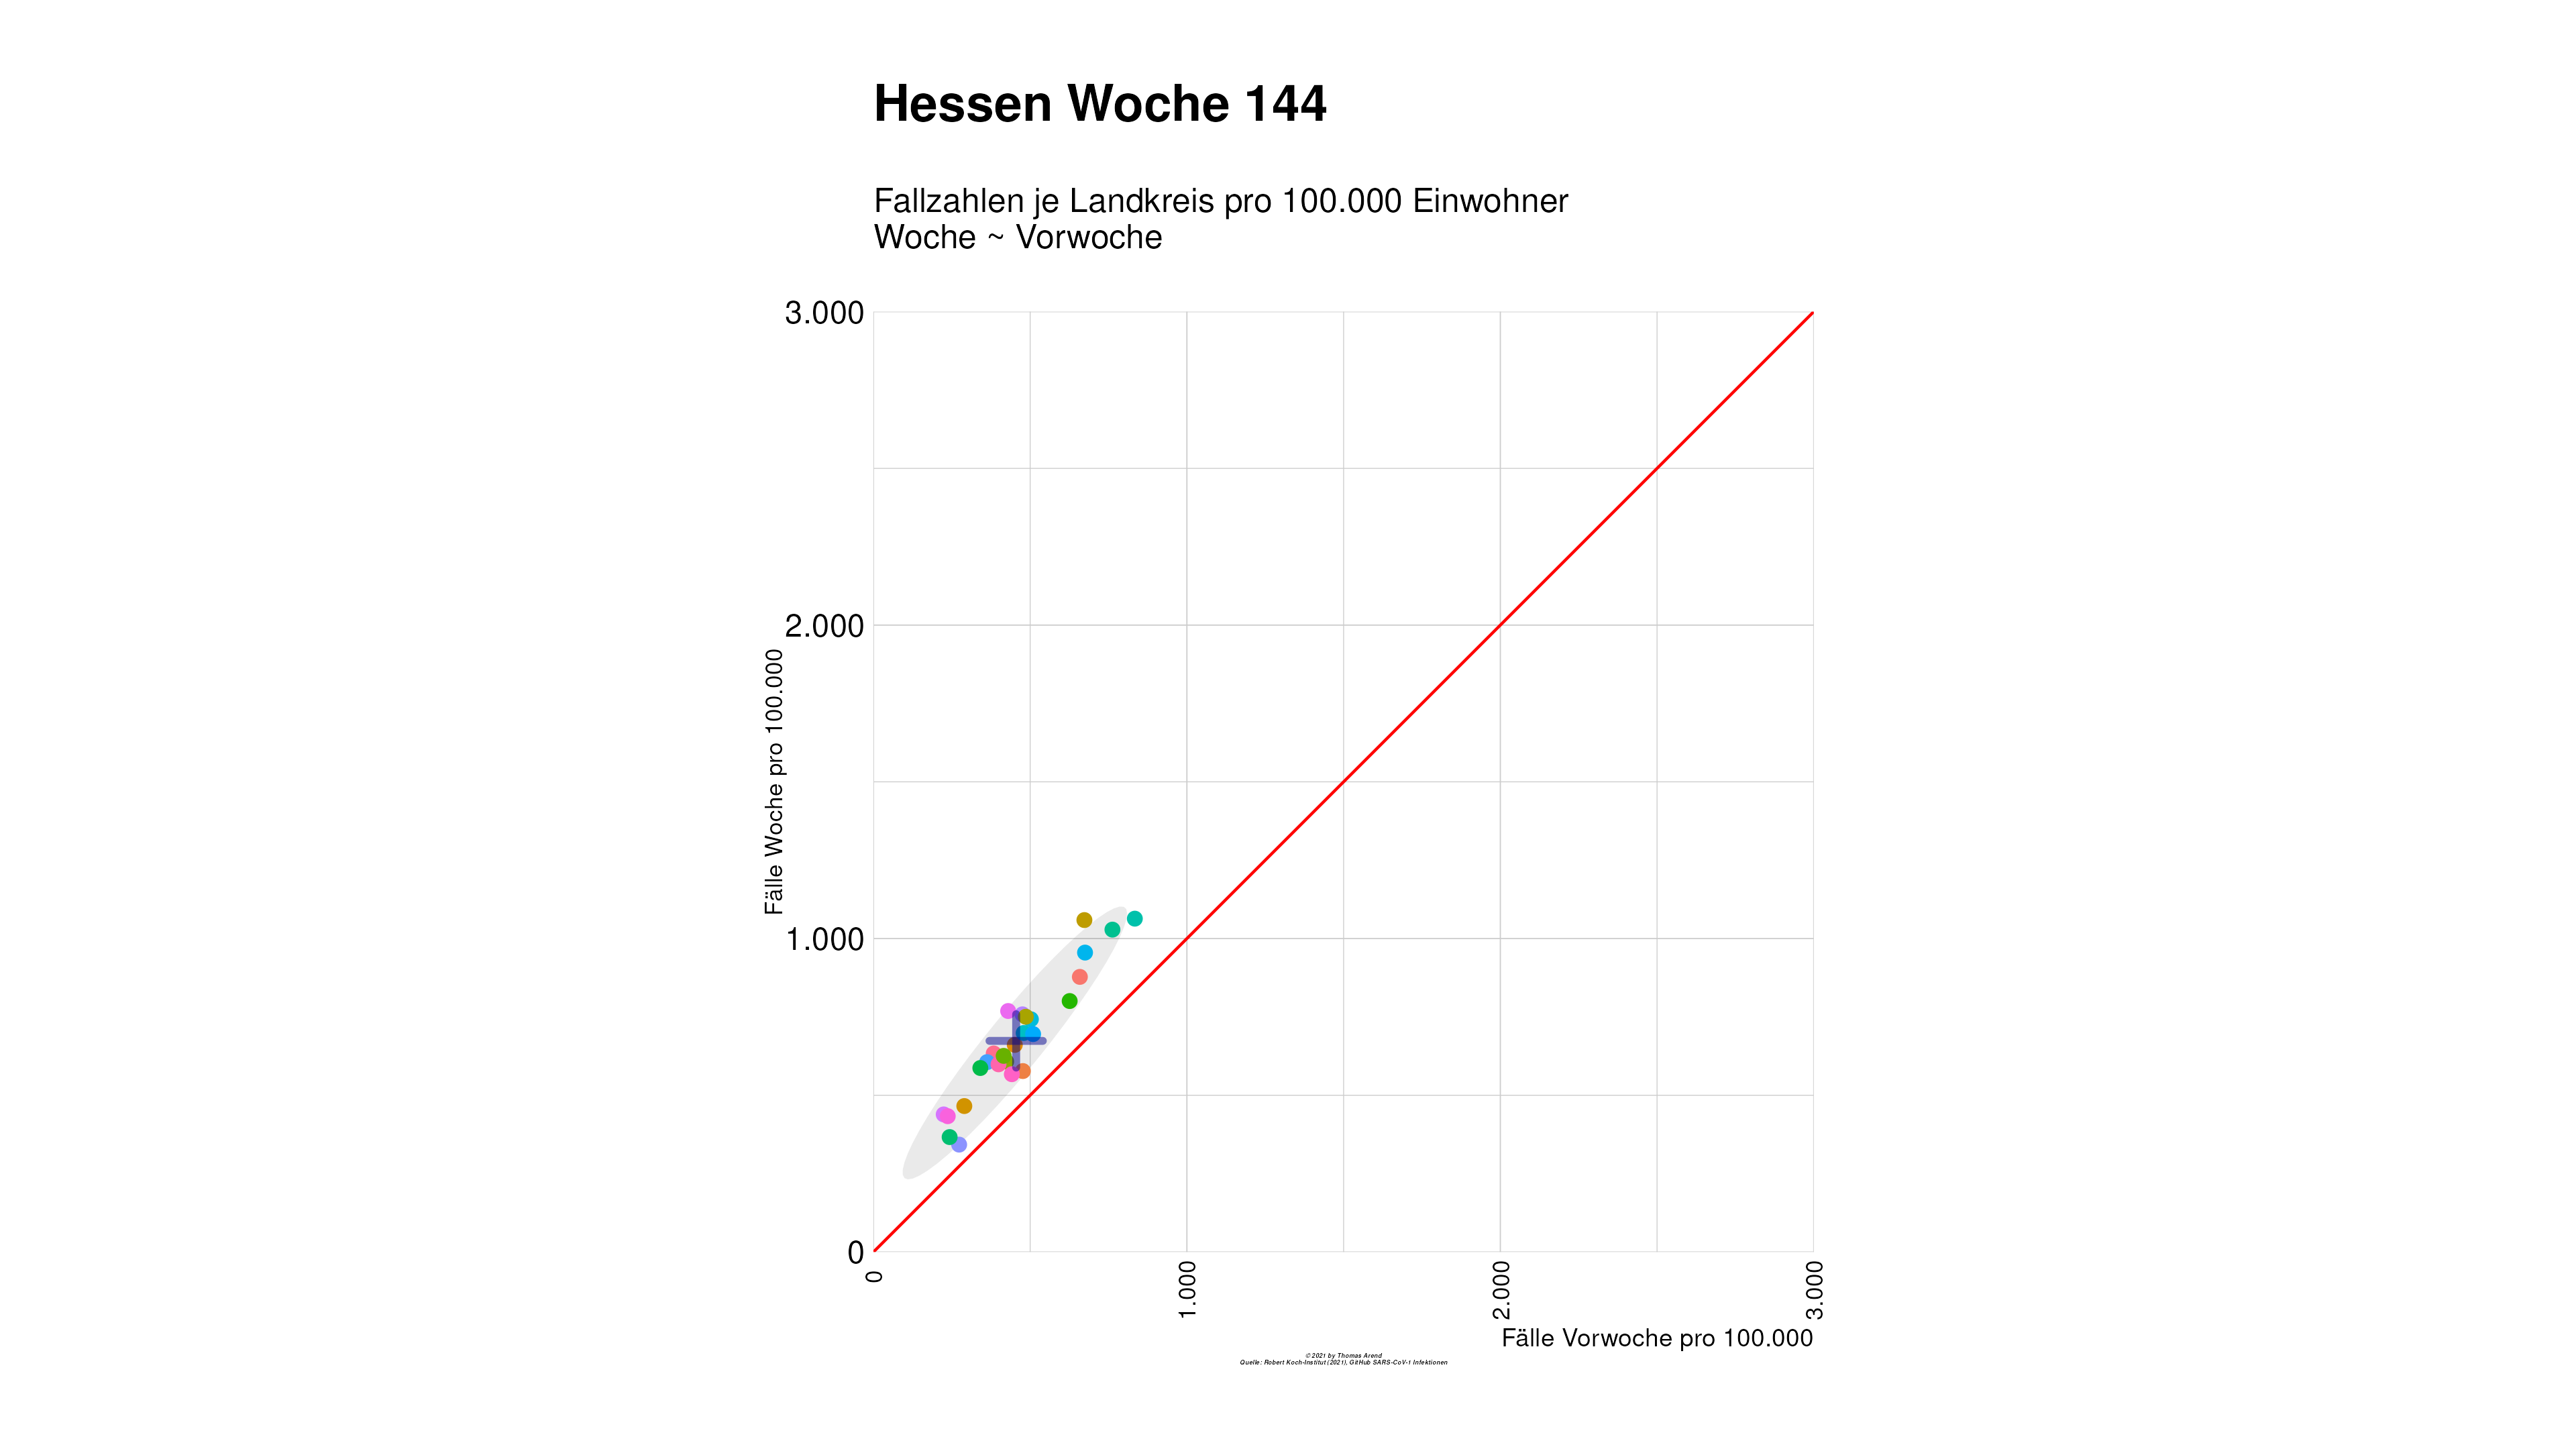 Hessen Woche 144
Fallzahlen je Landkreis pro 100.000 Einwohner
Woche ~ Vorwoche
3.000
2.000
1.000
0
Fälle Woche pro 100.000
0
1.000
2.000
3.000
Fälle Vorwoche pro 100.000
© 2021 by Thomas Arend
Quelle: Robert Koch-Institut (2021), GitHub SARS-CoV-1 Infektionen